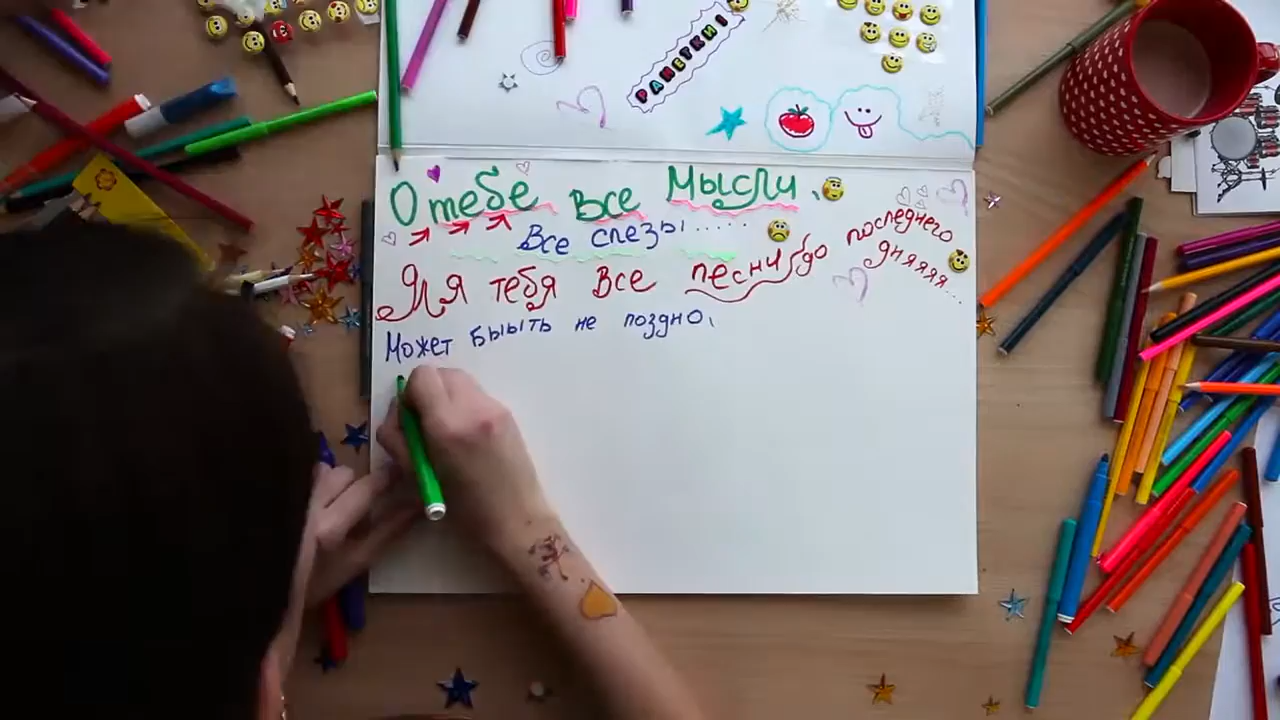 РАМЕТКИ!
О тебе все мысли,
Все слезы......
Для тебя все песни до последнего дняяяя...
Может быыть не поздно,